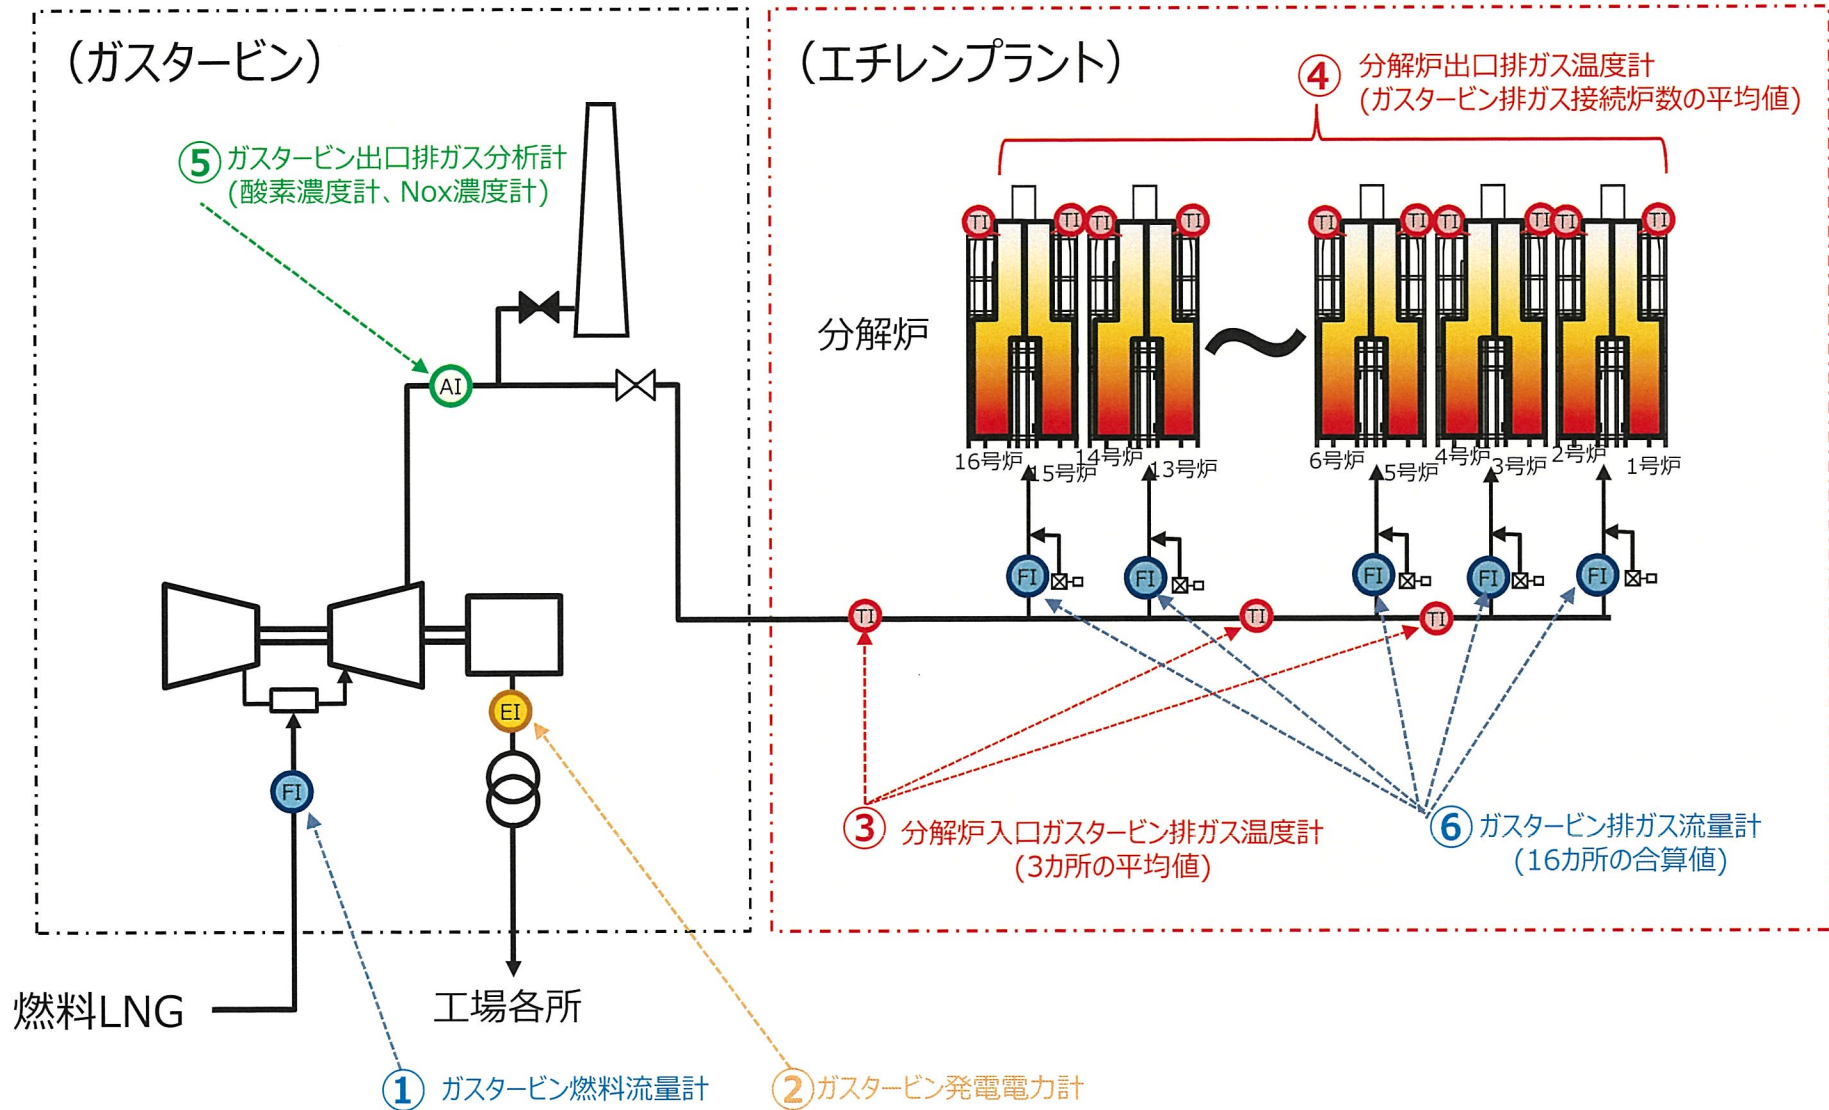 （ガスタービン）
（エチレンプラント）
④ 分解炉出口排ガス温度計
(ガスタービン排ガス接続炉数の平均値)
⑤ ガスタービン出口排ガス分析計
(酸素濃度計、Nox濃度計)
TI TI TI TI TI TI TI TI TI TI
分解炉
AI
16号炉 15号炉 14号炉 13号炉 6号炉 5号炉 4号炉 3号炉 2号炉 1号炉
FI FI FI FI FI
TI TI TI
EI
FI
③ 分解炉入口ガスタービン排ガス温度計
(3カ所の平均値)
⑥ ガスタービン排ガス流量計
(16カ所の合算値)
燃料LNG
工場各所
① ガスタービン燃料流量計
② ガスタービン発電電力計